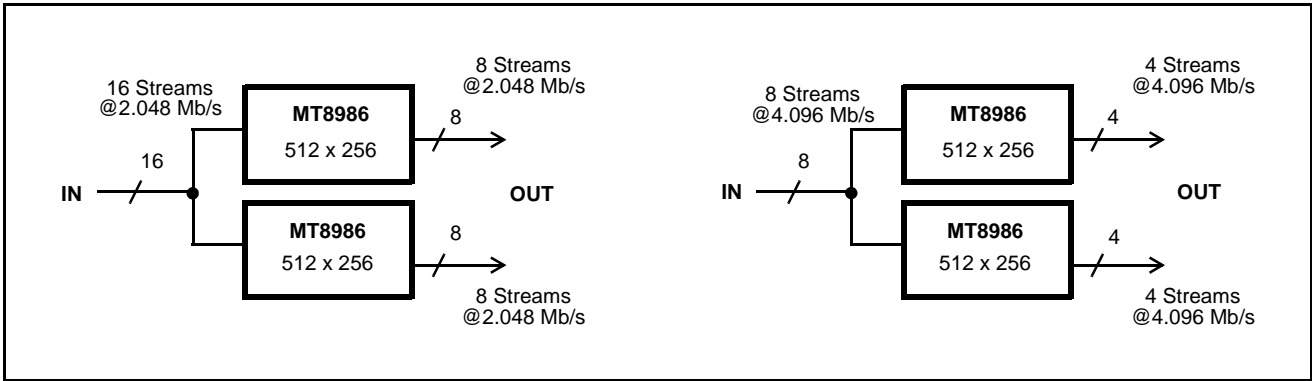 16 Streams
@2.048 Mb/s
16
IN
MT8986
512 x 256
8 Streams
@2.048 Mb/s
8
OUT
MT8986
512 x 256
8
8 Streams
@2.048 Mb/s
8 Streams
@4.096 Mb/s
8
IN
MT8986
512 x 256
4 Streams
@4.096 Mb/s
4
OUT
MT8986
512 x 256
4
4 Streams
@4.096 Mb/s